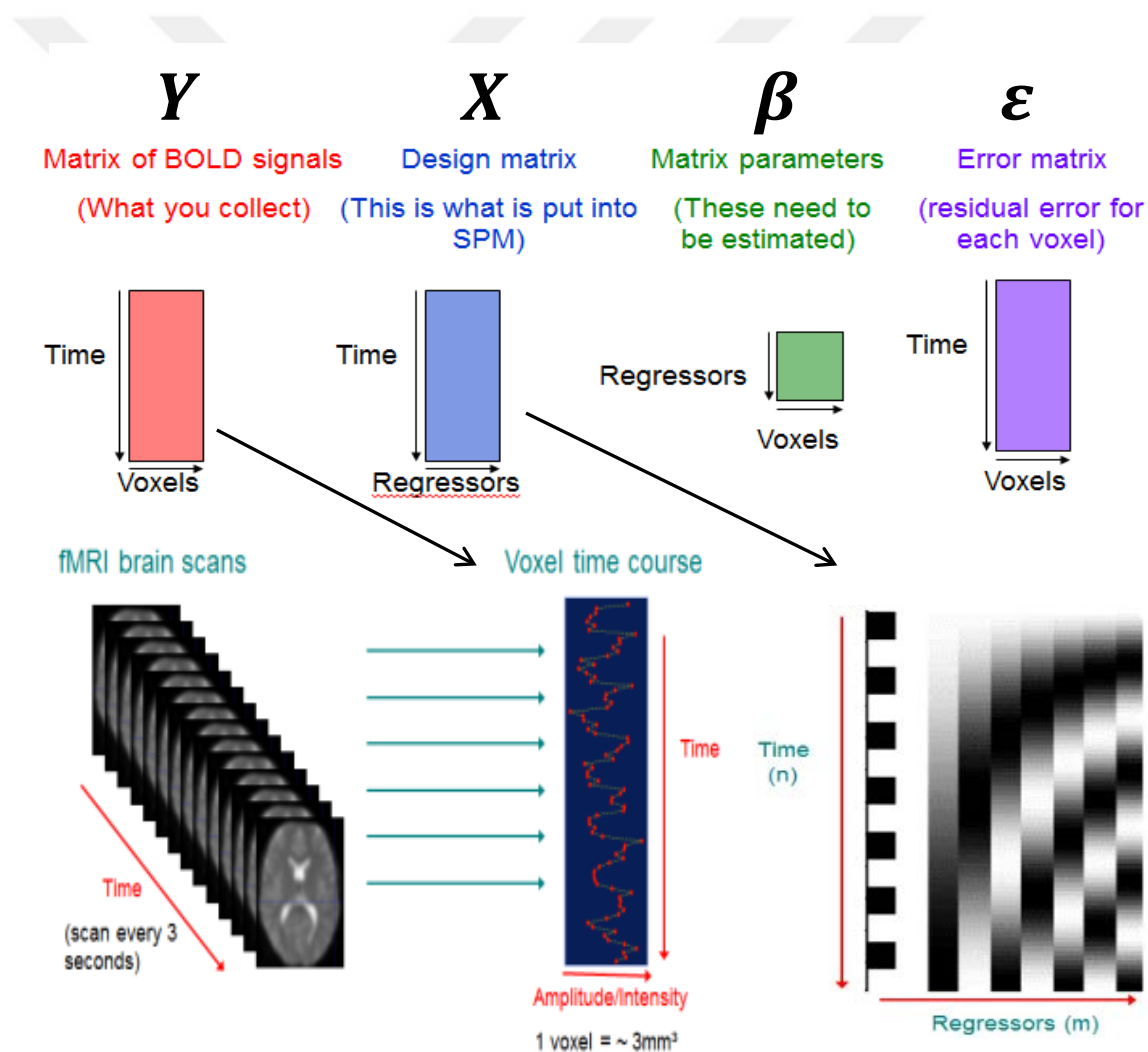 Y
X
β
ε
Matrix of BOLD signals
(What you collect)
Design matrix
(This is what is put into
SPM)
Matrix parameters
(These need to
be estimated)
Error matrix
(residual error for
each voxel)
Time
Voxels
Time
Regressors
Regressors
Voxels
Time
Voxels
fMRI brain scans
Time
(scan every 3
seconds)
Voxel time course
Time
Amplitude/Intensity
1 voxel = ~ 3mm³
Time
(n)
Regressors (m)